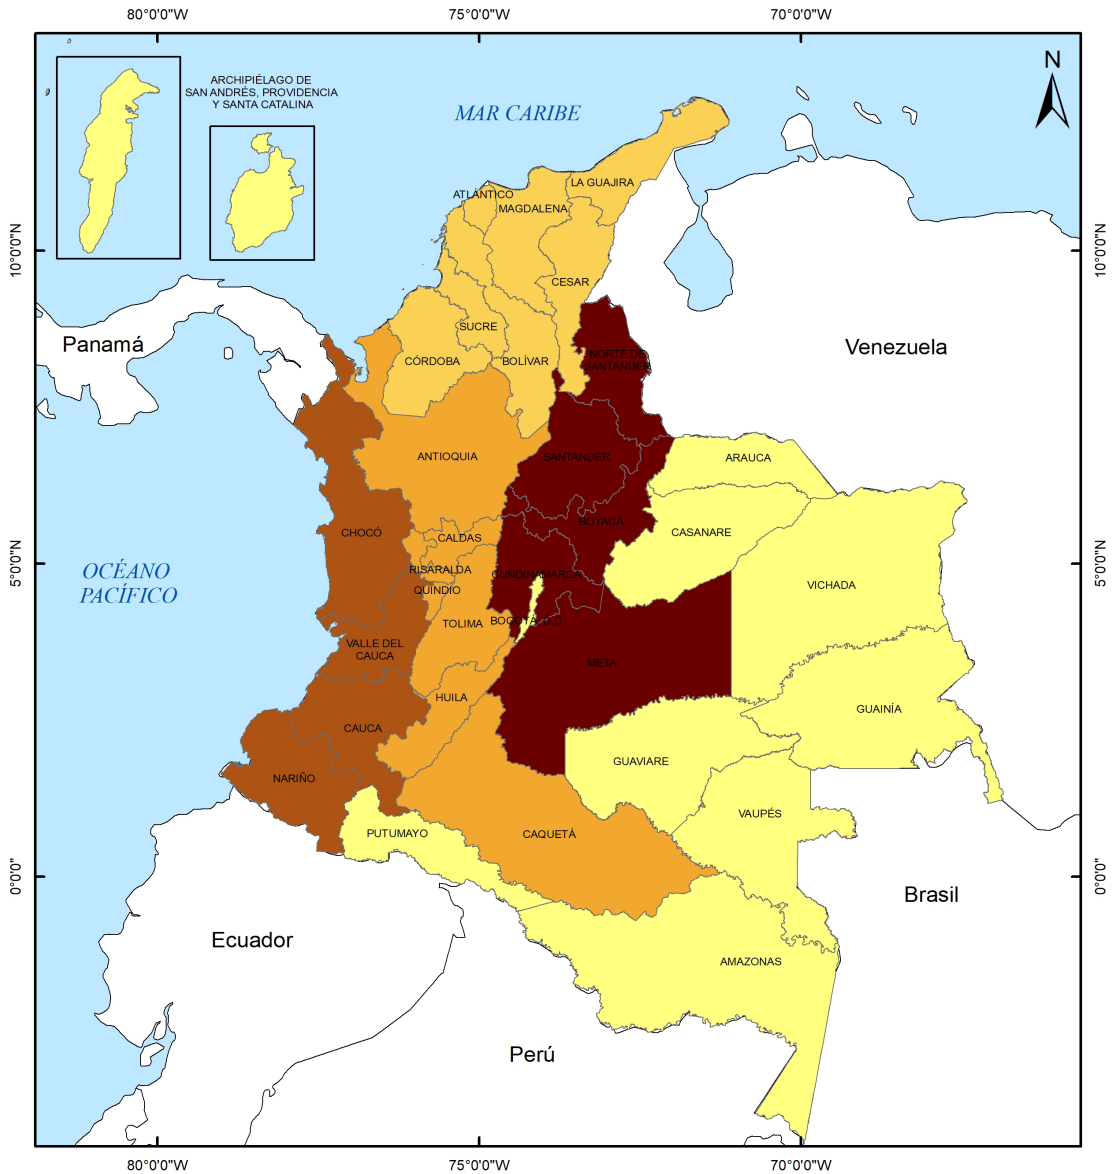 80°0'0"W
75°0'0"W
70°0'0"W
ARCHIPIÉLAGO DE
SAN ANDRÉS, PROVIDENCIA
Y SANTA CATALINA
N
MAR CARIBE
LA GUAJIRA
ATLÁNTICO
MAGDALENA
10°0'0"N
10°0'0"N
CESAR
SUCRE
Panamá
Venezuela
CÓRDOBA
BOLÍVAR
NORTE DE
SANTANDER
ANTIOQUIA
SANTANDER
ARAUCA
BOYACA
CHOCÓ
CASANARE
CALDAS
5°0'0"N
5°0'0"N
OCÉANO
PACÍFICO
RISARALDA
CUNDINAMARCA
VICHADA
QUINDÍO
TOLIMA
BOGOTÁ, D.C.
VALLE DEL
CAUCA
META
HUILA
GUAINÍA
CAUCA
GUAVIARE
NARIÑO
VAUPÉS
PUTUMAYO
CAQUETÁ
0°0'0"
0°0'0"
Brasil
Ecuador
AMAZONAS
Perú
80°0'0"W
75°0'0"W
70°0'0"W